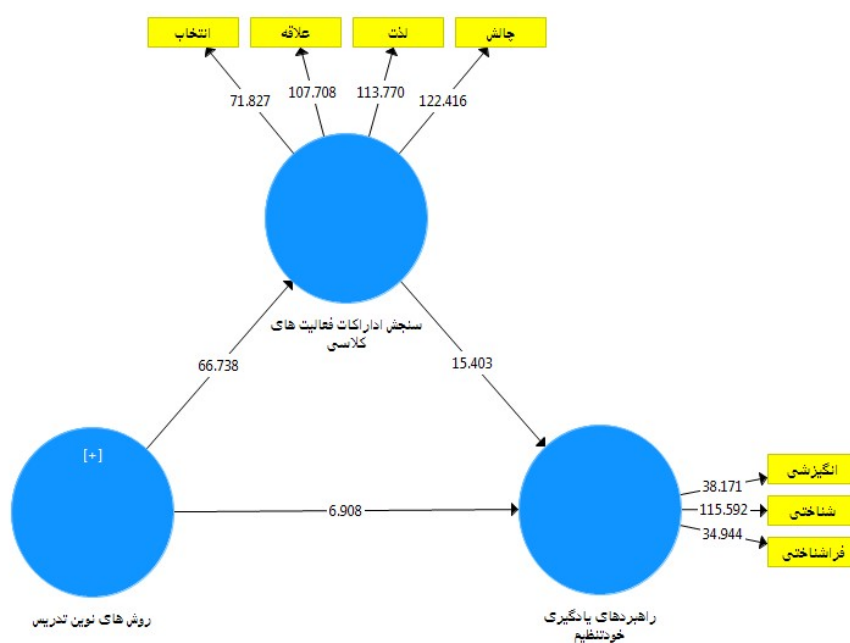 انتخاب
علاقه
لذت
چالش
71.827
107.708
113.770
122.416
سنجش اداراکات فعالیت های
کلاسی
66.738
15.403
[+]
6.908
انگیزشی
38.171
شناختی
115.592
فراشناختی
34.944
روش های نوین تدریس
راهبردهای یادگیری
خودتنظیم